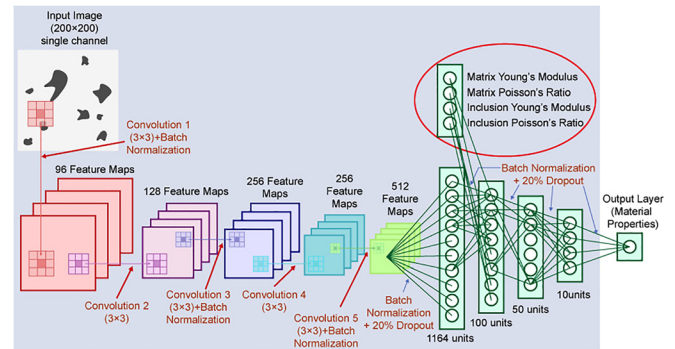 Input Image
(200×200)
single channel
Matrix Young's Modulus
Matrix Poisson's Ratio
Inclusion Young's Modulus
Inclusion Poisson's Ratio
Convolution 1
(3×3)+Batch
Normalization
96 Feature Maps
128 Feature Maps
256 Feature
Maps
256
Feature
Maps
512
Feature
Maps
Batch Normalization
+ 20% Dropout
Output Layer
(Material
Properties)
Convolution 2
(3×3)
Convolution 3
(3×3)+Batch
Normalization
Convolution 4
(3×3)
Convolution 5
(3×3)+Batch
Normalization
Batch
Normalization
+ 20% Dropout
1164 units
100 units
50 units
10units